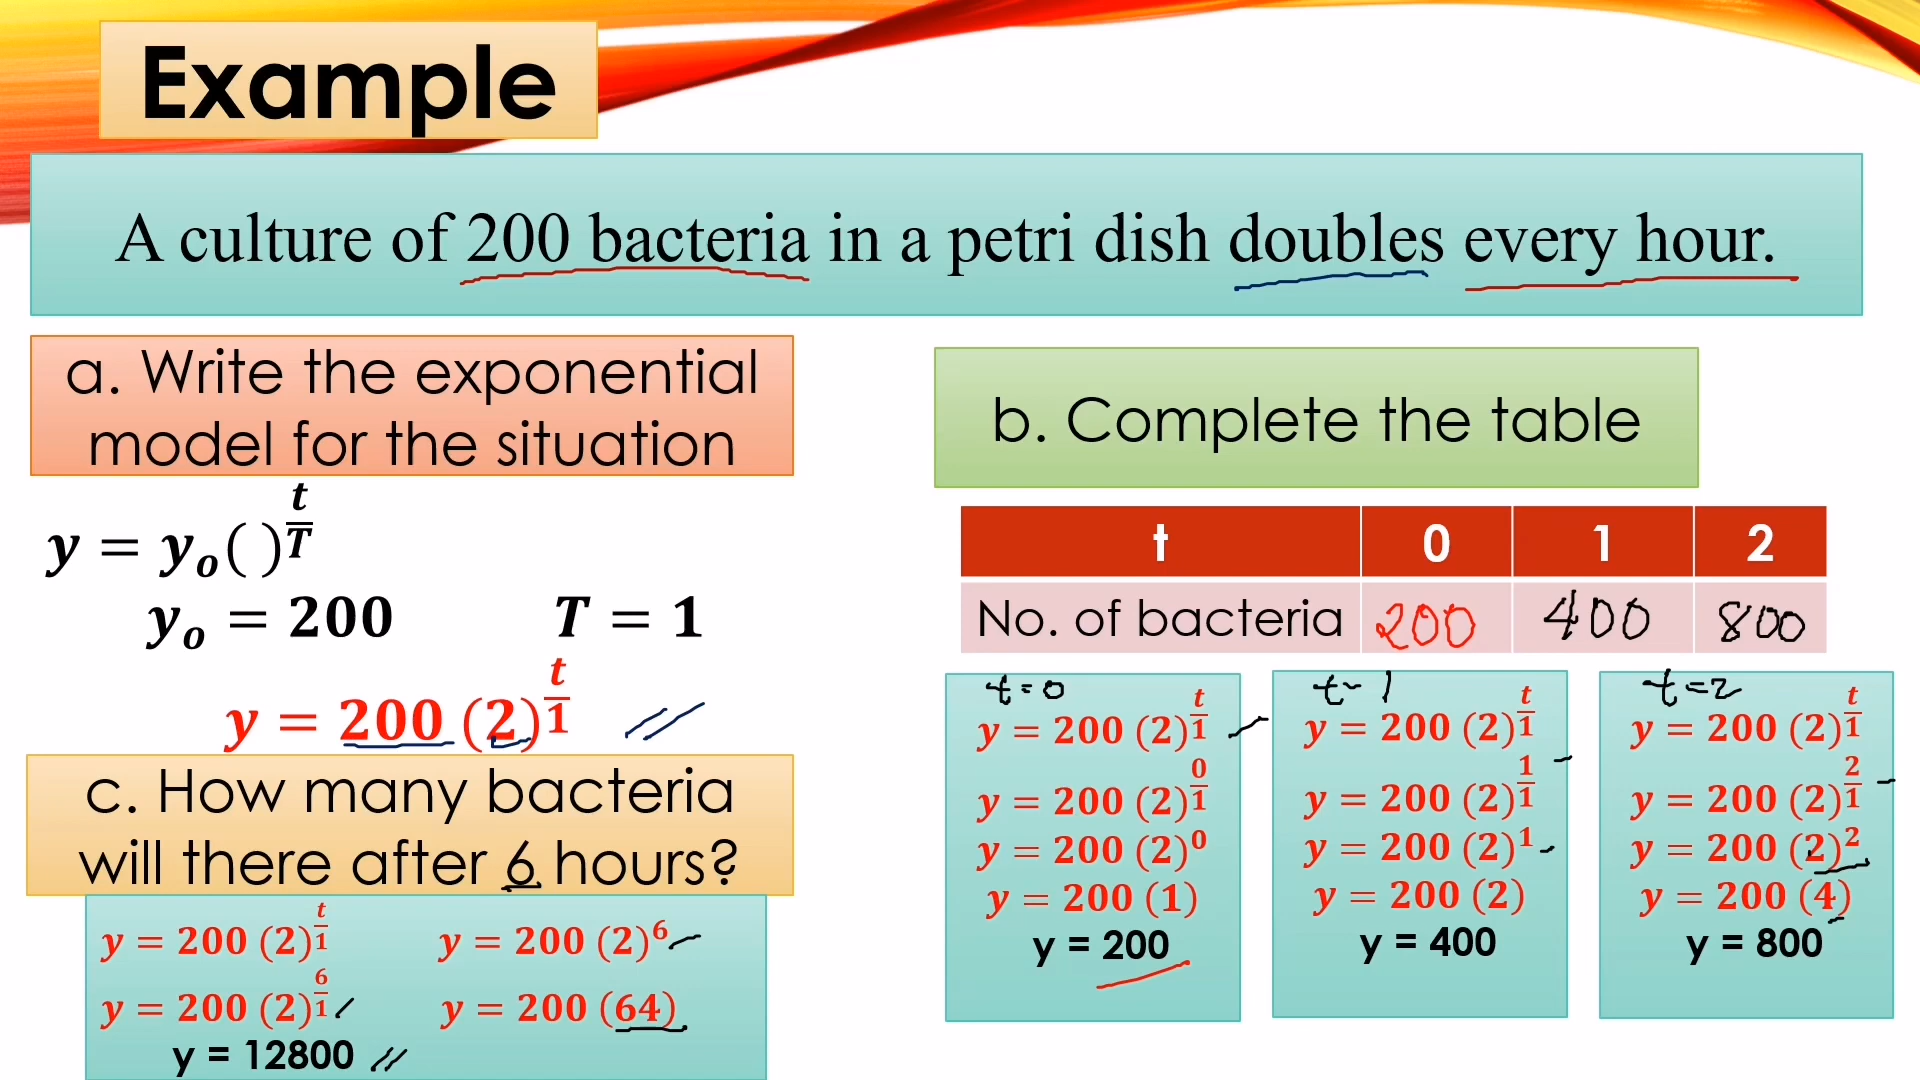 Example
A culture of 200 bacteria in a petri dish doubles every hour.
a. Write the exponential
model for the situation
y = y₀( )^(t/T)
y₀ = 200 T = 1
y = 200 (2)^(t/1)
c. How many bacteria
will there after 6 hours?
y = 200 (2)^(t/1) y = 200 (2)⁶
y = 200 (2)^(6/1) y = 200 (64)
y = 12800
b. Complete the table
t 0 1 2
No. of bacteria 200 400 800
t = 0
y = 200 (2)^(t/1)
y = 200 (2)^(0/1)
y = 200 (2)⁰
y = 200 (1)
y = 200
t - 1
y = 200 (2)^(t/1)
y = 200 (2)^(1/1)
y = 200 (2)¹
y = 200 (2)
y = 400
t = 2
y = 200 (2)^(t/1)
y = 200 (2)^(2/1)
y = 200 (2)²
y = 200 (4)
y = 800